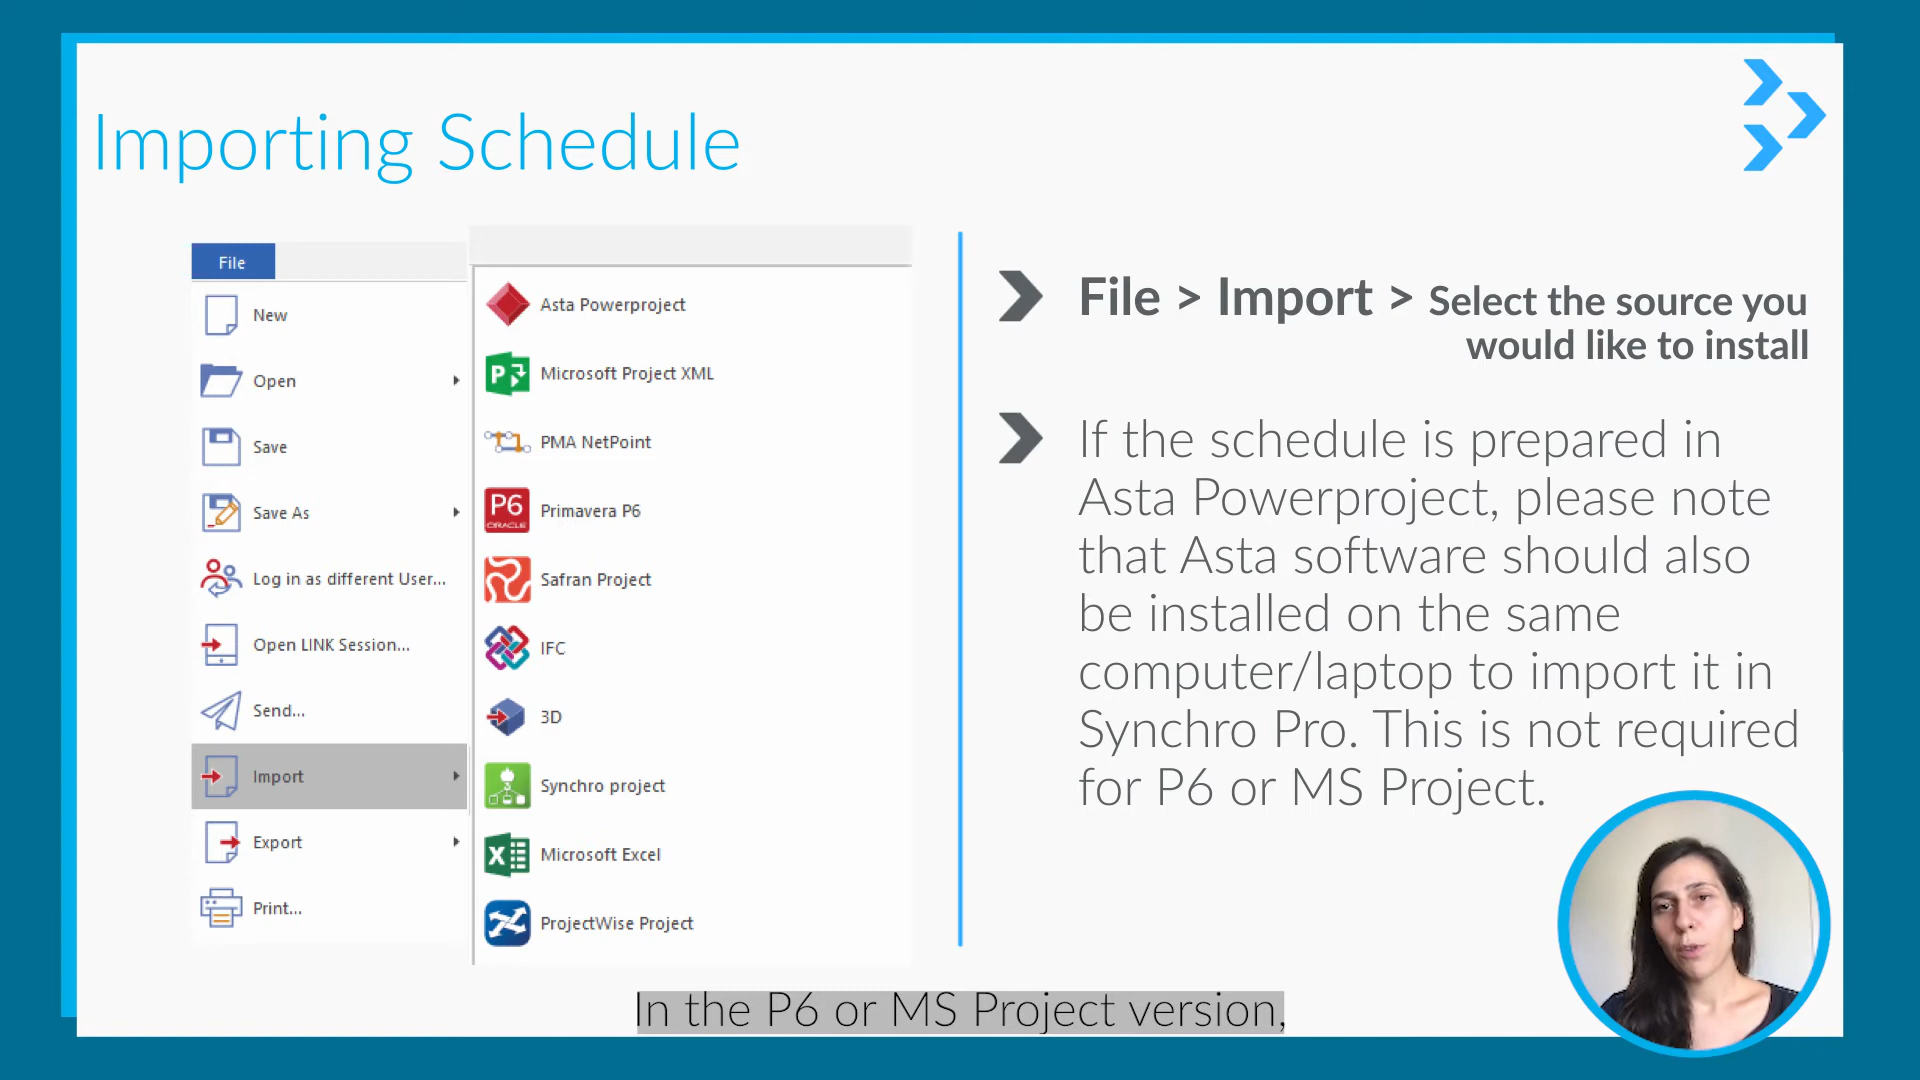 Importing Schedule
File
New
Open
Save
Save As
Log in as different User...
Open LINK Session...
Send...
Import
Export
Print...
Asta Powerproject
Microsoft Project XML
PMA NetPoint
P6 ORACLE Primavera P6
Safran Project
IFC
3D
Synchro project
Microsoft Excel
ProjectWise Project
File > Import > Select the source you
would like to install
If the schedule is prepared in
Asta Powerproject, please note
that Asta software should also
be installed on the same
computer/laptop to import it in
Synchro Pro. This is not required
for P6 or MS Project.
In the P6 or MS Project version,